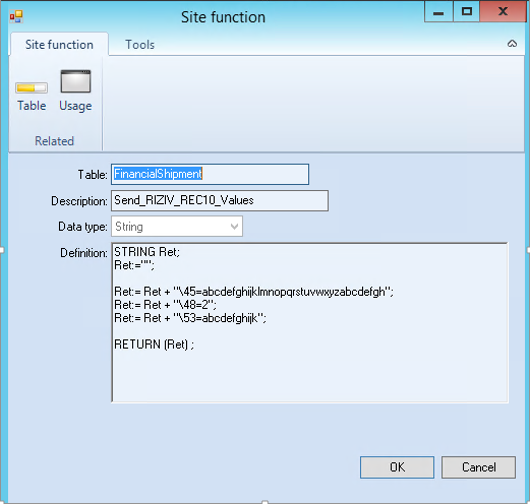 Site function
Site function Tools
Table Usage
Related
Table: FinancialShipment
Description: Send_RIZIV_REC10_Values
Data type: String
Definition: STRING Ret;
Ret:="";
Ret:= Ret + "\45=abcdefghijklmnopqrstuvwxyzabcdefgh";
Ret:= Ret + "\48=2";
Ret:= Ret + "\53=abcdefghijk";
RETURN (Ret) ;
OK Cancel